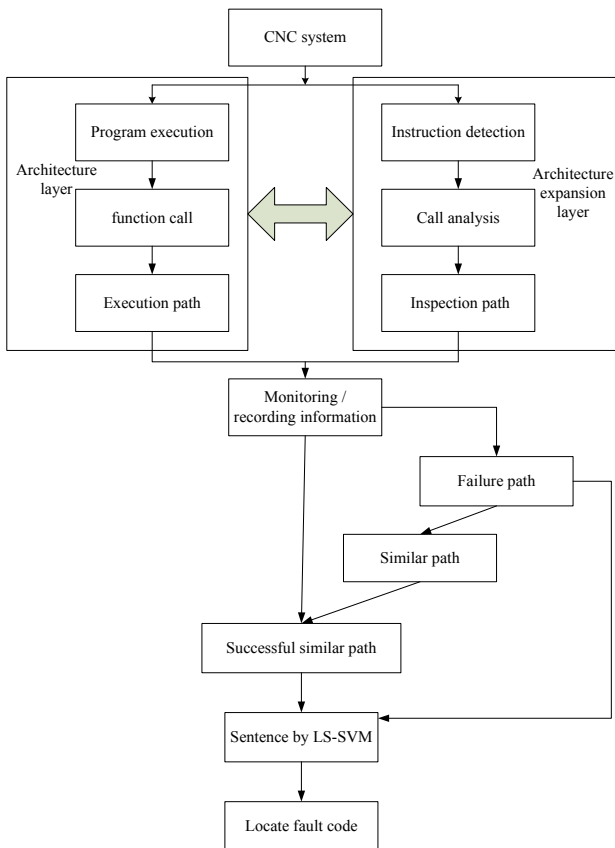 CNC system
Program execution
Instruction detection
Architecture
layer
Architecture
expansion
layer
function call
Call analysis
Execution path
Inspection path
Monitoring /
recording information
Failure path
Similar path
Successful similar path
Sentence by LS-SVM
Locate fault code